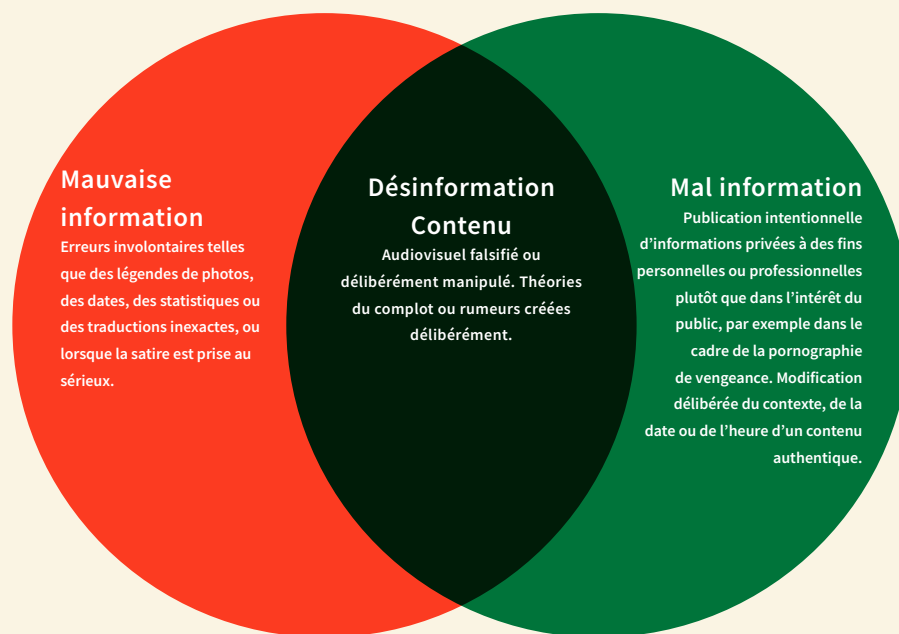 Mauvaise
information
Erreurs involontaires telles
que des légendes de photos,
des dates, des statistiques ou
des traductions inexactes, ou
lorsque la satire est prise au
sérieux.
Désinformation
Contenu
Audiovisuel falsifié ou
délibérément manipulé. Théories
du complot ou rumeurs créées
délibérément.
Mal information
Publication intentionnelle
d’informations privées à des fins
personnelles ou professionnelles
plutôt que dans l’intérêt du
public, par exemple dans le
cadre de la pornographie
de vengeance. Modification
délibérée du contexte, de la
date ou de l’heure d’un contenu
authentique.